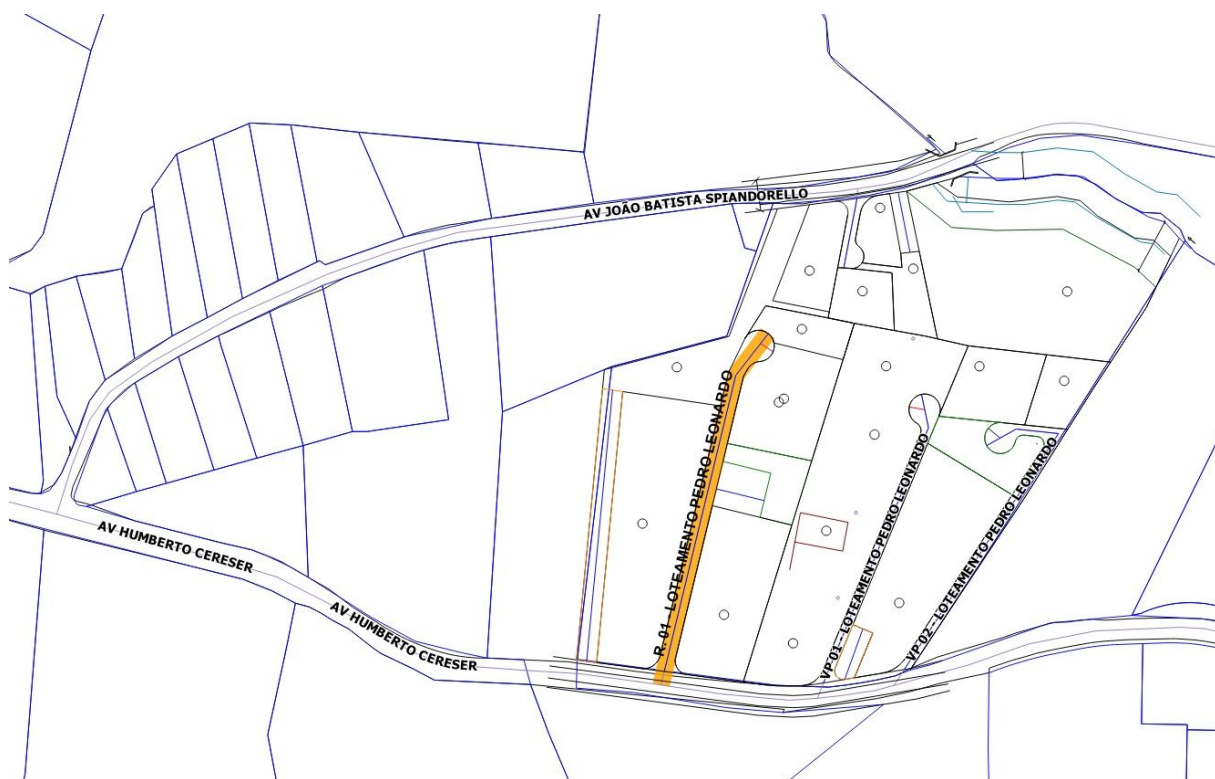 AV JOÃO BATISTA SPIANDORELLO
R. 01 LOTEAMENTO PEDRO LEONARDO
VP 01 - LOTEAMENTO PEDRO LEONARDO
VP 02 - LOTEAMENTO PEDRO LEONARDO
AV HUMBERTO CERESER
AV HUMBERTO CERESER